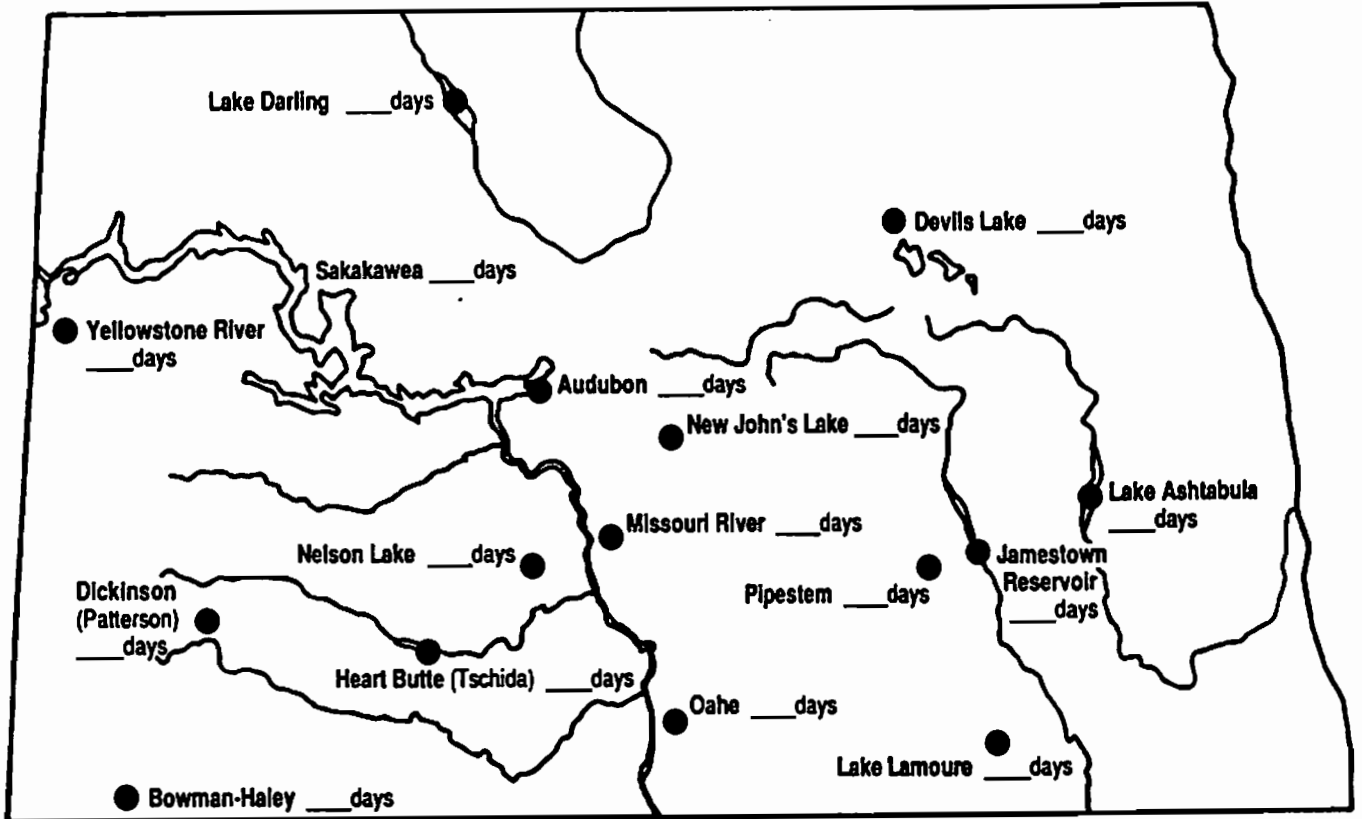 Lake Darling ____days
Devils Lake ____days
Sakakawea ____days
Yellowstone River
____days
Audubon ____days
New John's Lake ____days
Lake Ashtabula
____days
Missouri River ____days
Nelson Lake ____days
Jamestown
Reservoir
____days
Pipestem ____days
Dickinson
(Patterson)
____days
Heart Butte (Tschida) ____days
Oahe ____days
Lake Lamoure ____days
Bowman-Haley ____days